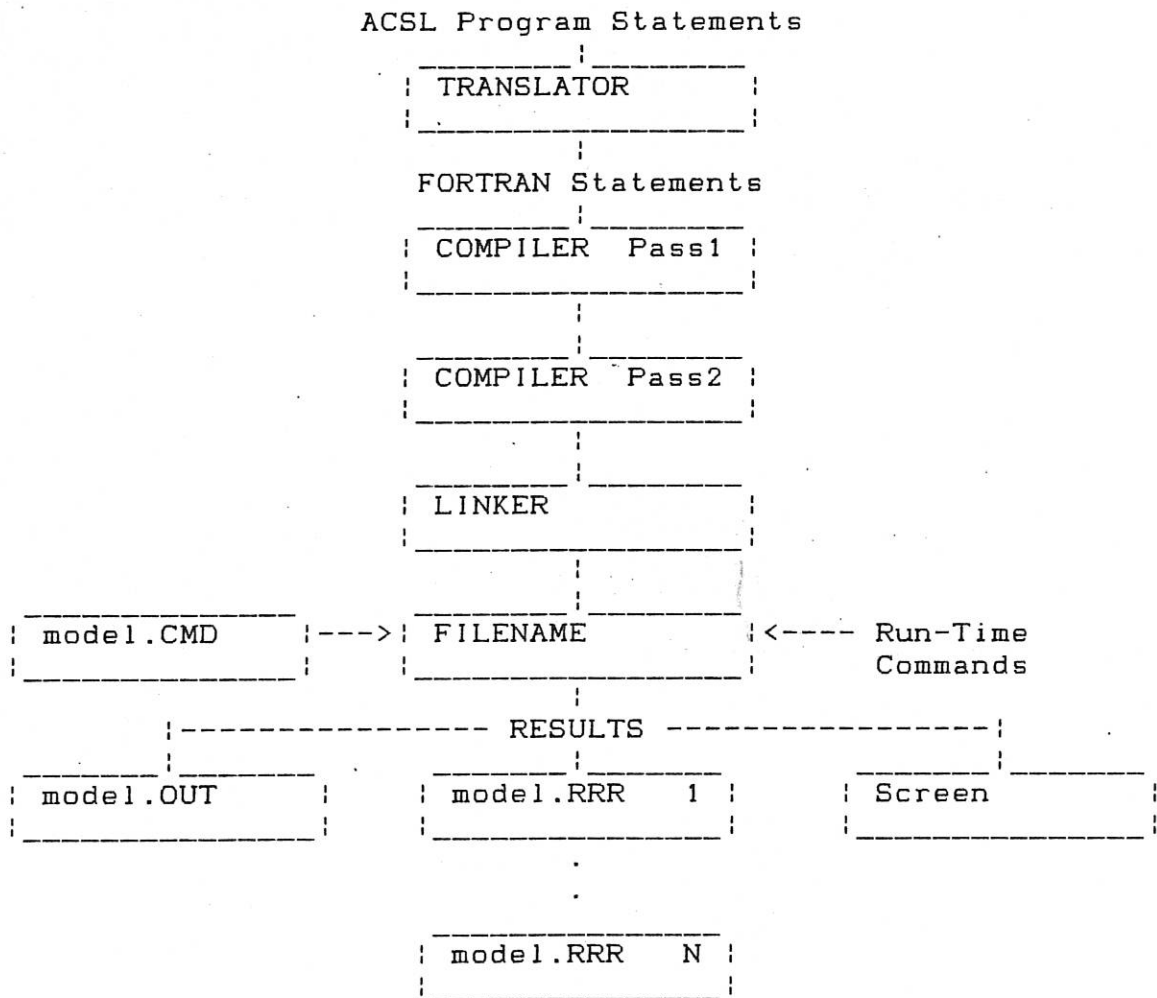 ACSL Program Statements
TRANSLATOR
FORTRAN Statements
COMPILER Pass1
COMPILER Pass2
LINKER
model.CMD ---> FILENAME <---- Run-Time
Commands
RESULTS
model.OUT model.RRR 1 Screen
.
.
model.RRR N